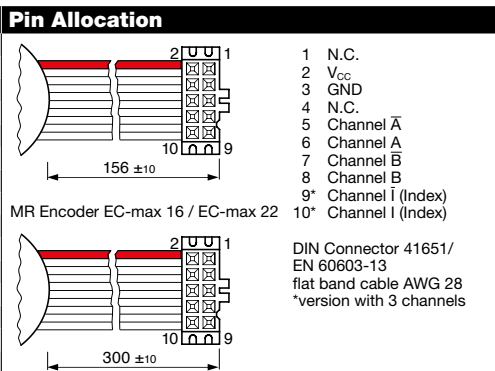 Pin Allocation
2 1
10 9
156 ±10
MR Encoder EC-max 16 / EC-max 22
2 1
10 9
300 ±10
1 N.C.
2 VCC
3 GND
4 N.C.
5 Channel A̅
6 Channel A
7 Channel B̅
8 Channel B
9* Channel I̅ (Index)
10* Channel I (Index)
DIN Connector 41651/
EN 60603-13
flat band cable AWG 28
*version with 3 channels